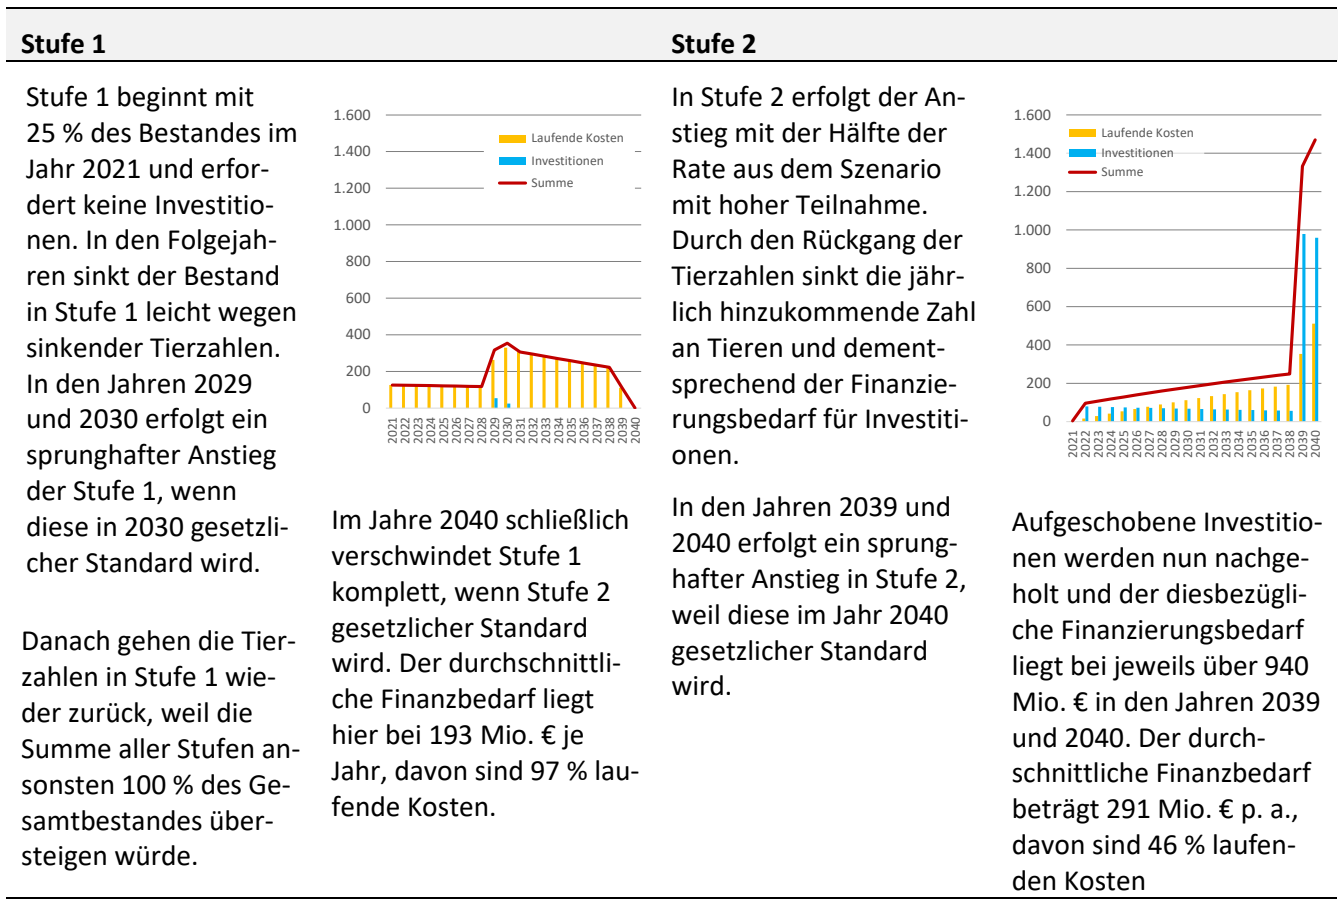 Stufe 1
Stufe 2
Stufe 1 beginnt mit
25 % des Bestandes im
Jahr 2021 und erfor-
dert keine Investitio-
nen. In den Folgejah-
ren sinkt der Bestand
in Stufe 1 leicht wegen
sinkender Tierzahlen.
In den Jahren 2029
und 2030 erfolgt ein
sprunghafter Anstieg
der Stufe 1, wenn
diese in 2030 gesetzli-
cher Standard wird.
Danach gehen die Tier-
zahlen in Stufe 1 wie-
der zurück, weil die
Summe aller Stufen an-
sonsten 100 % des Ge-
samtbestandes über-
steigen würde.
1.600
1.400
1.200
1.000
800
600
400
200
0
Laufende Kosten
Investitionen
Summe
2021
2022
2023
2024
2025
2026
2027
2028
2029
2030
2031
2032
2033
2034
2035
2036
2037
2038
2039
2040
Im Jahre 2040 schließlich
verschwindet Stufe 1
komplett, wenn Stufe 2
gesetzlicher Standard
wird. Der durchschnittli-
che Finanzbedarf liegt
hier bei 193 Mio. € je
Jahr, davon sind 97 % lau-
fende Kosten.
In Stufe 2 erfolgt der An-
stieg mit der Hälfte der
Rate aus dem Szenario
mit hoher Teilnahme.
Durch den Rückgang der
Tierzahlen sinkt die jähr-
lich hinzukommende Zahl
an Tieren und dement-
sprechend der Finanzie-
rungsbedarf für Investiti-
onen.
In den Jahren 2039 und
2040 erfolgt ein sprung-
hafter Anstieg in Stufe 2,
weil diese im Jahr 2040
gesetzlicher Standard
wird.
1.600
1.400
1.200
1.000
800
600
400
200
0
Laufende Kosten
Investitionen
Summe
2021
2022
2023
2024
2025
2026
2027
2028
2029
2030
2031
2032
2033
2034
2035
2036
2037
2038
2039
2040
Aufgeschobene Investitio-
nen werden nun nachge-
holt und der diesbezügli-
che Finanzierungsbedarf
liegt bei jeweils über 940
Mio. € in den Jahren 2039
und 2040. Der durch-
schnittliche Finanzbedarf
beträgt 291 Mio. € p. a.,
davon sind 46 % laufen-
den Kosten